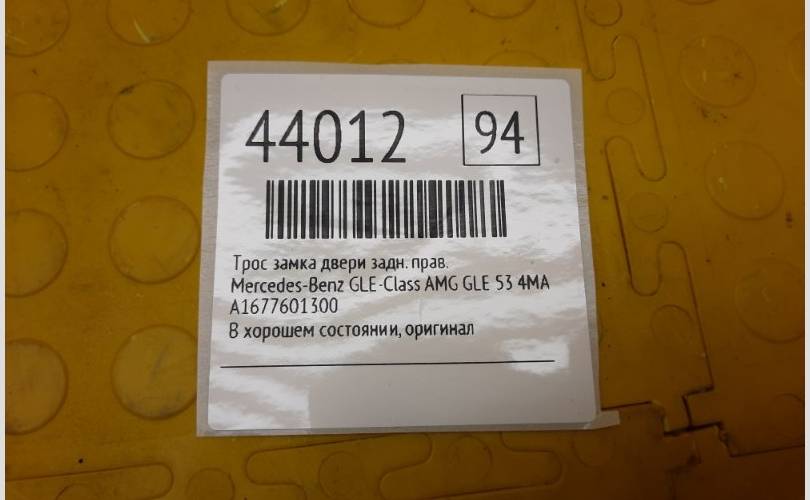 44012 94
Трос замка двери задн. прав.
Mercedes-Benz GLE-Class AMG GLE 53 4MA
A1677601300
В хорошем состоянии, оригинал